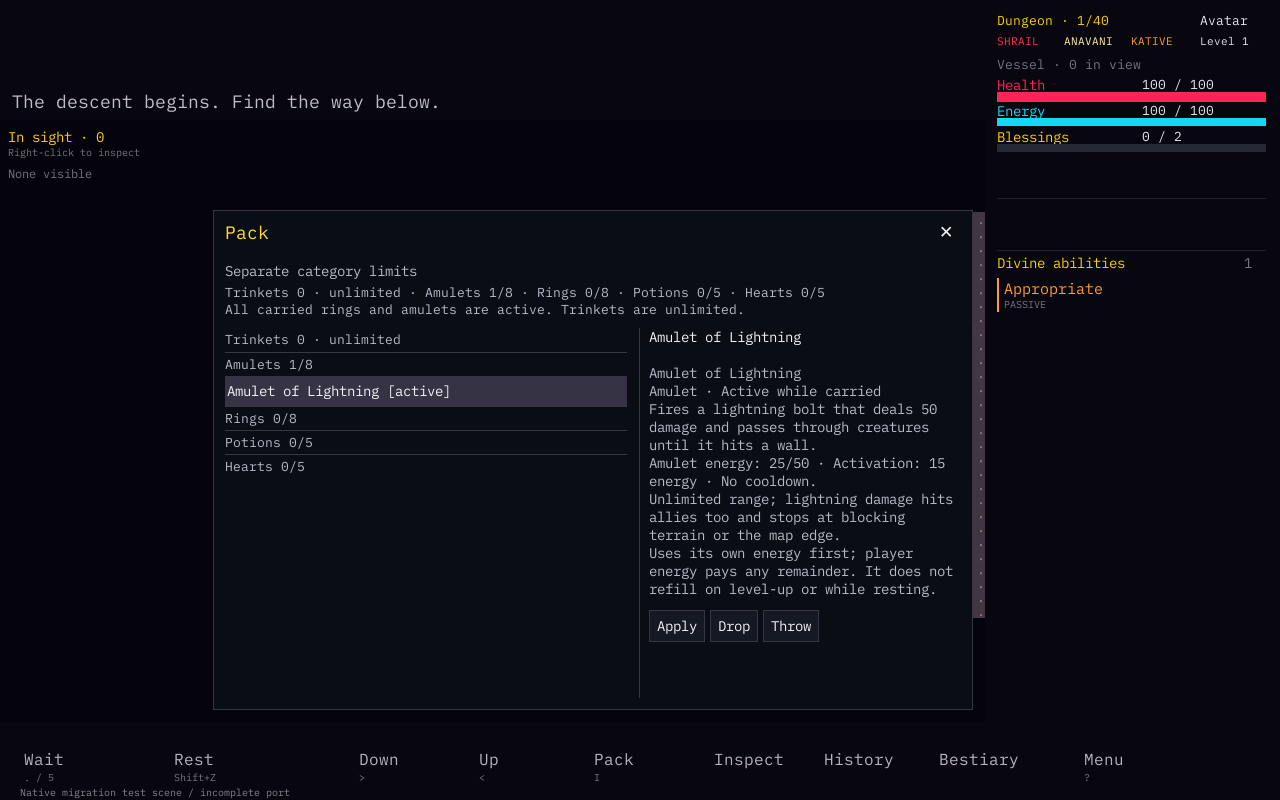 Dungeon · 1/40 Avatar
SHRAIL ANAVANI KATIVE Level 1
Vessel · 0 in view
Health 100 / 100
Energy 100 / 100
Blessings 0 / 2
The descent begins. Find the way below.
In sight · 0
Right-click to inspect
None visible
Divine abilities 1
Appropriate
PASSIVE
Pack ✕
Separate category limits
Trinkets 0 · unlimited · Amulets 1/8 · Rings 0/8 · Potions 0/5 · Hearts 0/5
All carried rings and amulets are active. Trinkets are unlimited.
Trinkets 0 · unlimited
Amulets 1/8
Amulet of Lightning [active]
Rings 0/8
Potions 0/5
Hearts 0/5
Amulet of Lightning
Amulet of Lightning
Amulet · Active while carried
Fires a lightning bolt that deals 50
damage and passes through creatures
until it hits a wall.
Amulet energy: 25/50 · Activation: 15
energy · No cooldown.
Unlimited range; lightning damage hits
allies too and stops at blocking
terrain or the map edge.
Uses its own energy first; player
energy pays any remainder. It does not
refill on level-up or while resting.
Apply Drop Throw
Wait Rest Down Up Pack Inspect History Bestiary Menu
. / 5 Shift+Z > < I ?
Native migration test scene / incomplete port